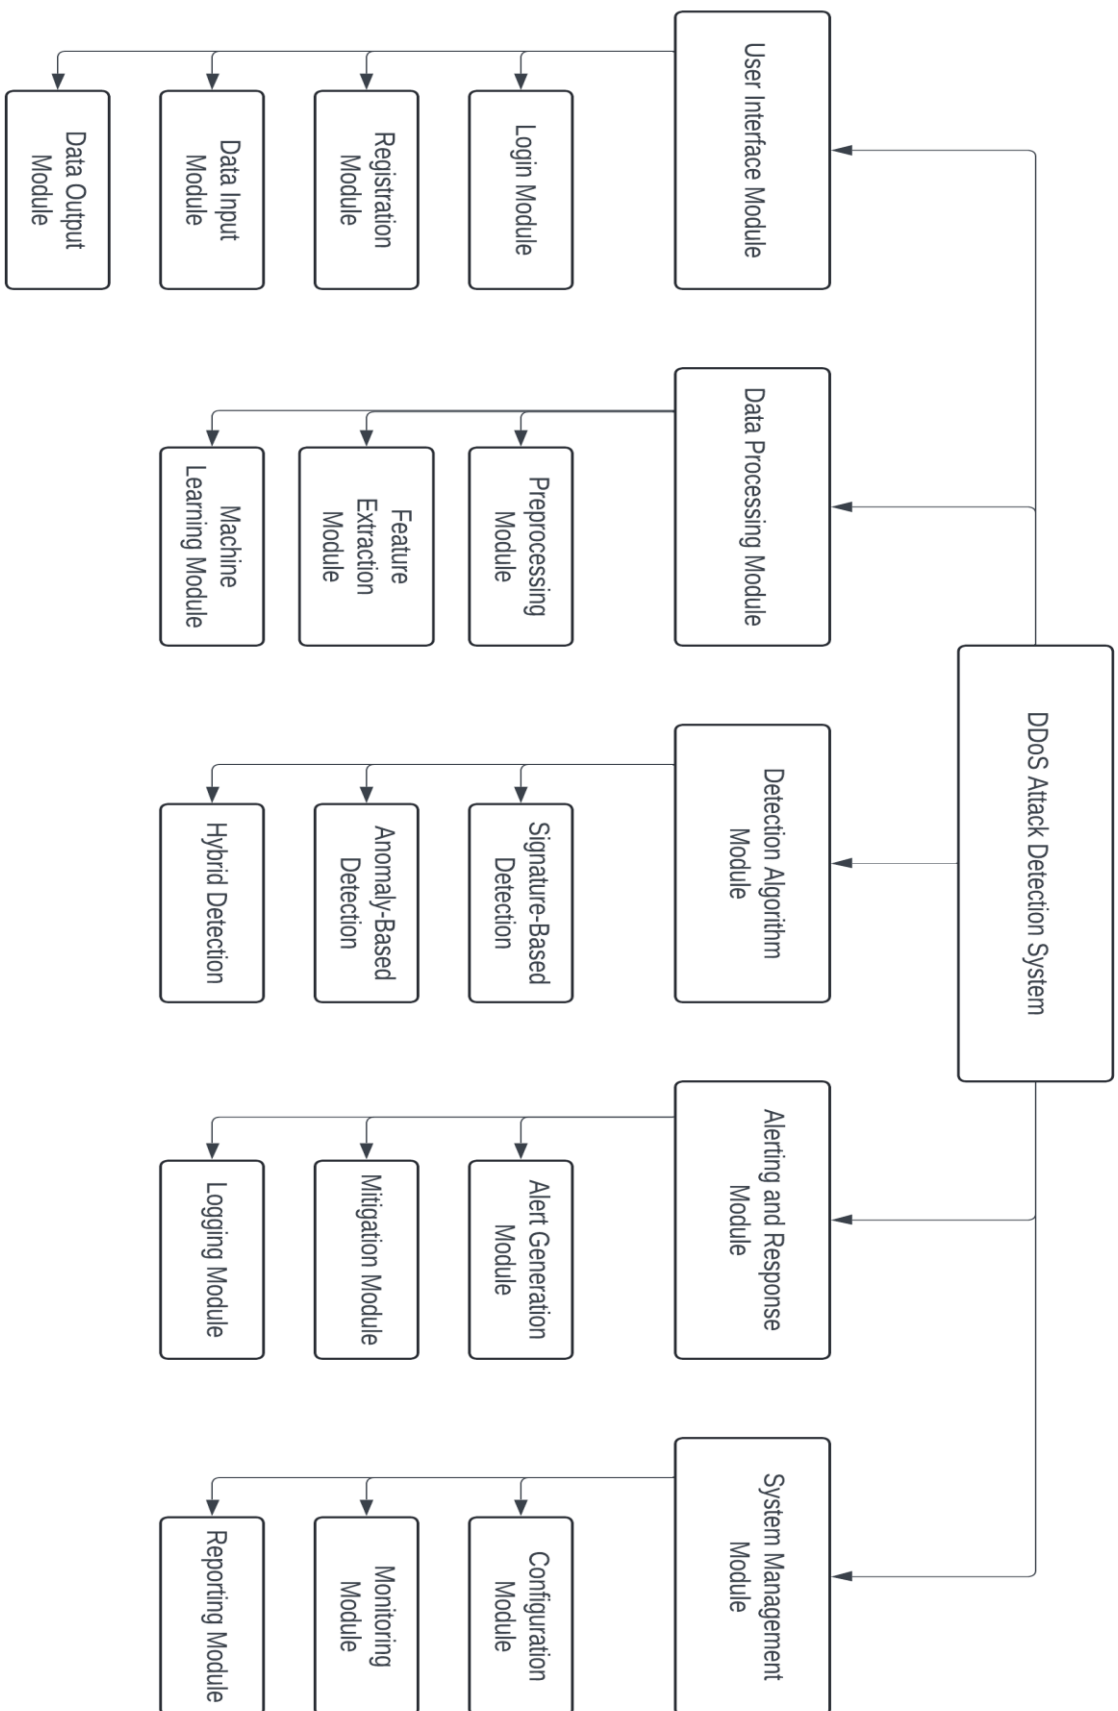 DDoS Attack Detection System
User Interface Module
Login Module
Registration
Module
Data Input
Module
Data Output
Module
Data Processing Module
Preprocessing
Module
Feature
Extraction
Module
Machine
Learning Module
Detection Algorithm
Module
Signature-Based
Detection
Anomaly-Based
Detection
Hybrid Detection
Alerting and Response
Module
Alert Generation
Module
Mitigation Module
Logging Module
System Management
Module
Configuration
Module
Monitoring
Module
Reporting Module